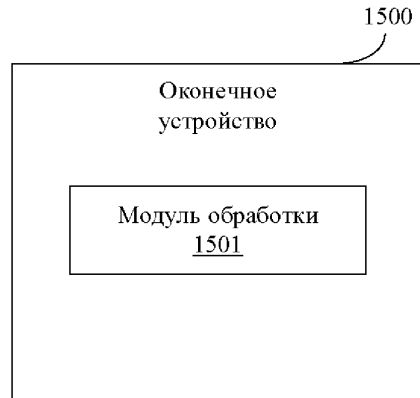 1500
Оконечное
устройство
Модуль обработки
1501